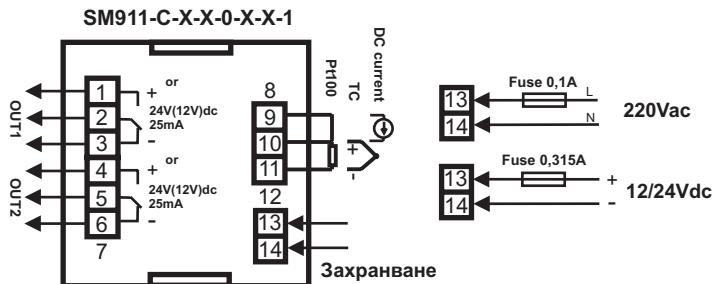 SM911-C-X-X-0-X-X-1
OUT1
OUT2
1
2
3
4
5
6
7
+
or
24V(12V)dc
25mA
-
+
or
24V(12V)dc
25mA
-
8
9
10
11
12
13
14
Pt100
TC
DC current
+
-
Захранване
13
14
Fuse 0,1A
L
N
220Vac
13
14
Fuse 0,315A
+
-
12/24Vdc